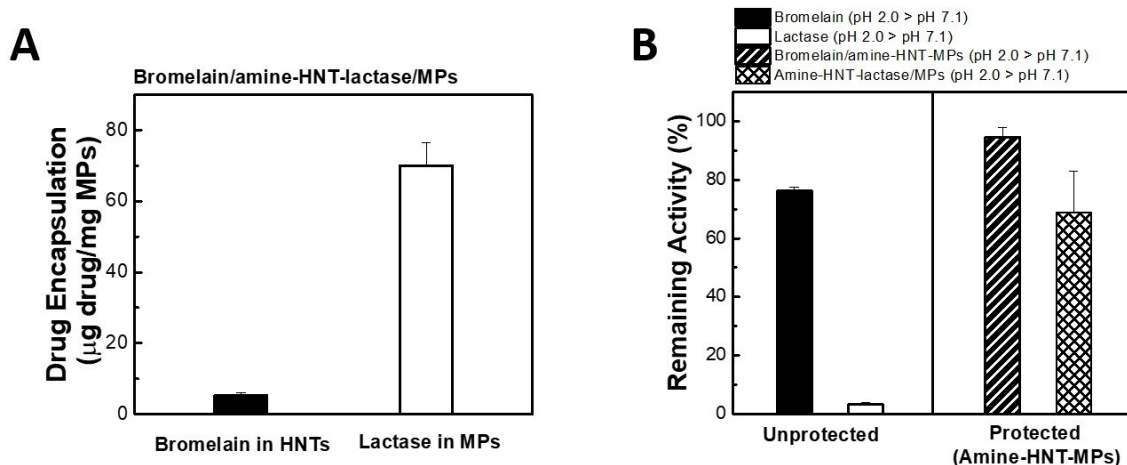 A
Bromelain/amine-HNT-lactase/MPs
Drug Encapsulation
(µg drug/mg MPs)
80
60
40
20
0
Bromelain in HNTs
Lactase in MPs
B
Bromelain (pH 2.0 > pH 7.1)
Lactase (pH 2.0 > pH 7.1)
Bromelain/amine-HNT-MPs (pH 2.0 > pH 7.1)
Amine-HNT-lactase/MPs (pH 2.0 > pH 7.1)
Remaining Activity (%)
100
80
60
40
20
0
Unprotected
Protected
(Amine-HNT-MPs)